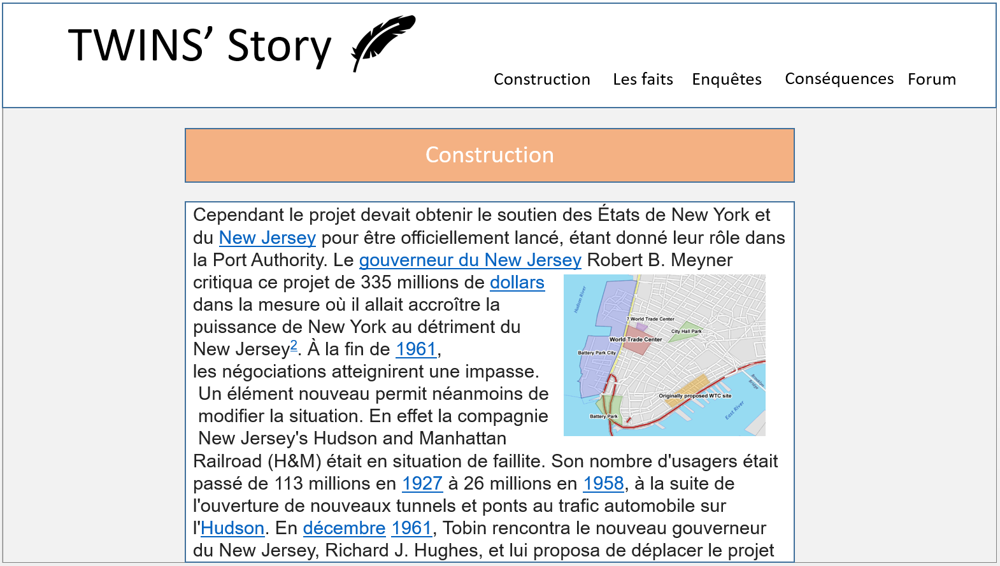 TWINS’ Story
Construction Les faits Enquêtes Conséquences Forum
Construction
Cependant le projet devait obtenir le soutien des États de New York et
du New Jersey pour être officiellement lancé, étant donné leur rôle dans
la Port Authority. Le gouverneur du New Jersey Robert B. Meyner
critiqua ce projet de 335 millions de dollars
dans la mesure où il allait accroître la
puissance de New York au détriment du
New Jersey2. À la fin de 1961,
les négociations atteignirent une impasse.
Un élément nouveau permit néanmoins de
modifier la situation. En effet la compagnie
New Jersey's Hudson and Manhattan
Railroad (H&M) était en situation de faillite. Son nombre d'usagers était
passé de 113 millions en 1927 à 26 millions en 1958, à la suite de
l'ouverture de nouveaux tunnels et ponts au trafic automobile sur
l'Hudson. En décembre 1961, Tobin rencontra le nouveau gouverneur
du New Jersey, Richard J. Hughes, et lui proposa de déplacer le projet
Hudson River
7 World Trade Center
City Hall Park
World Trade Center
Battery Park City
Brooklyn
Bridge
Originally proposed WTC site
East River
Battery Park